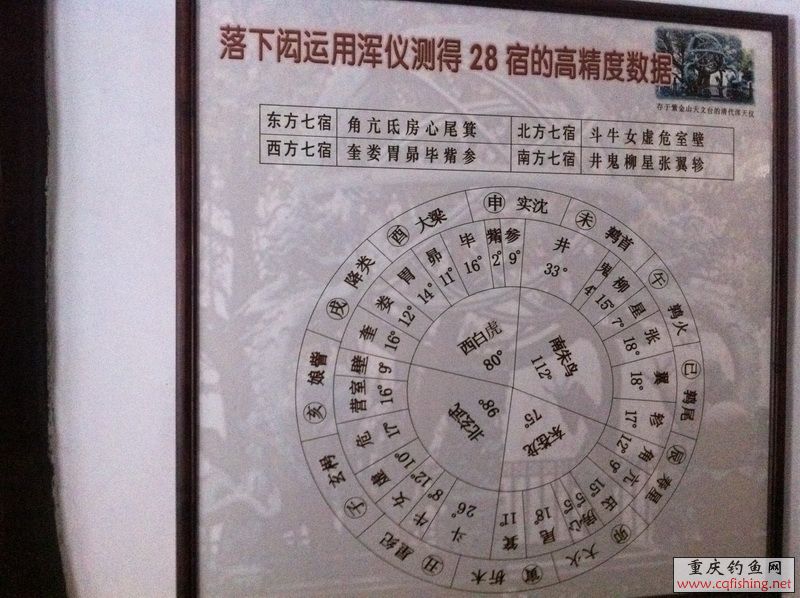 落下闳运用浑仪测得 28 宿的高精度数据
存于紫金山天文台的清代浑天仪
东方七宿 角亢氐房心尾箕 北方七宿 斗牛女虚危室壁
西方七宿 奎娄胃昴毕觜参 南方七宿 井鬼柳星张翼轸
申 实沈
未 鹑首
午 鹑火
巳 鹑尾
辰 寿星
卯 大火
寅 析木
丑 星纪
子 玄枵
亥 娘訾
戌 降类
酉 大梁
井 33°
鬼 4°
柳 15°
星 7°
张 18°
翼 18°
轸 17°
角 12°
亢 9°
氐 15°
房 5°
心 5°
尾 18°
箕 11°
斗 26°
牛 8°
女 12°
虚 10°
危 17°
营室 16°
壁 9°
奎 16°
娄 12°
胃 14°
昴 11°
毕 16°
觜 2°
参 9°
西白虎
80°
南朱鸟
112°
东苍龙
75°
北玄武
98°
重庆钓鱼网
www.cqfishing.net